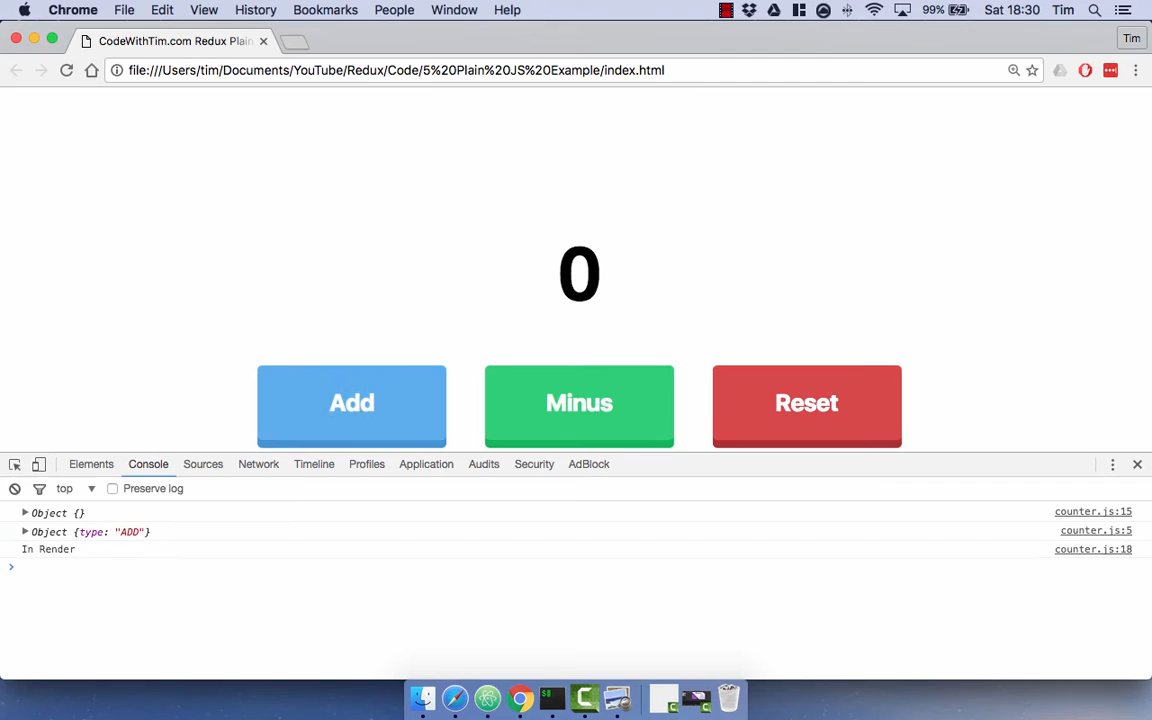 Chrome File Edit View History Bookmarks People Window Help 99% Sat 18:30 Tim
CodeWithTim.com Redux Plain
Tim
file:///Users/tim/Documents/YouTube/Redux/Code/5%20Plain%20JS%20Example/index.html
0
Add Minus Reset
Elements Console Sources Network Timeline Profiles Application Audits Security AdBlock
top Preserve log
Object {} counter.js:15
Object {type: "ADD"} counter.js:5
In Render counter.js:18